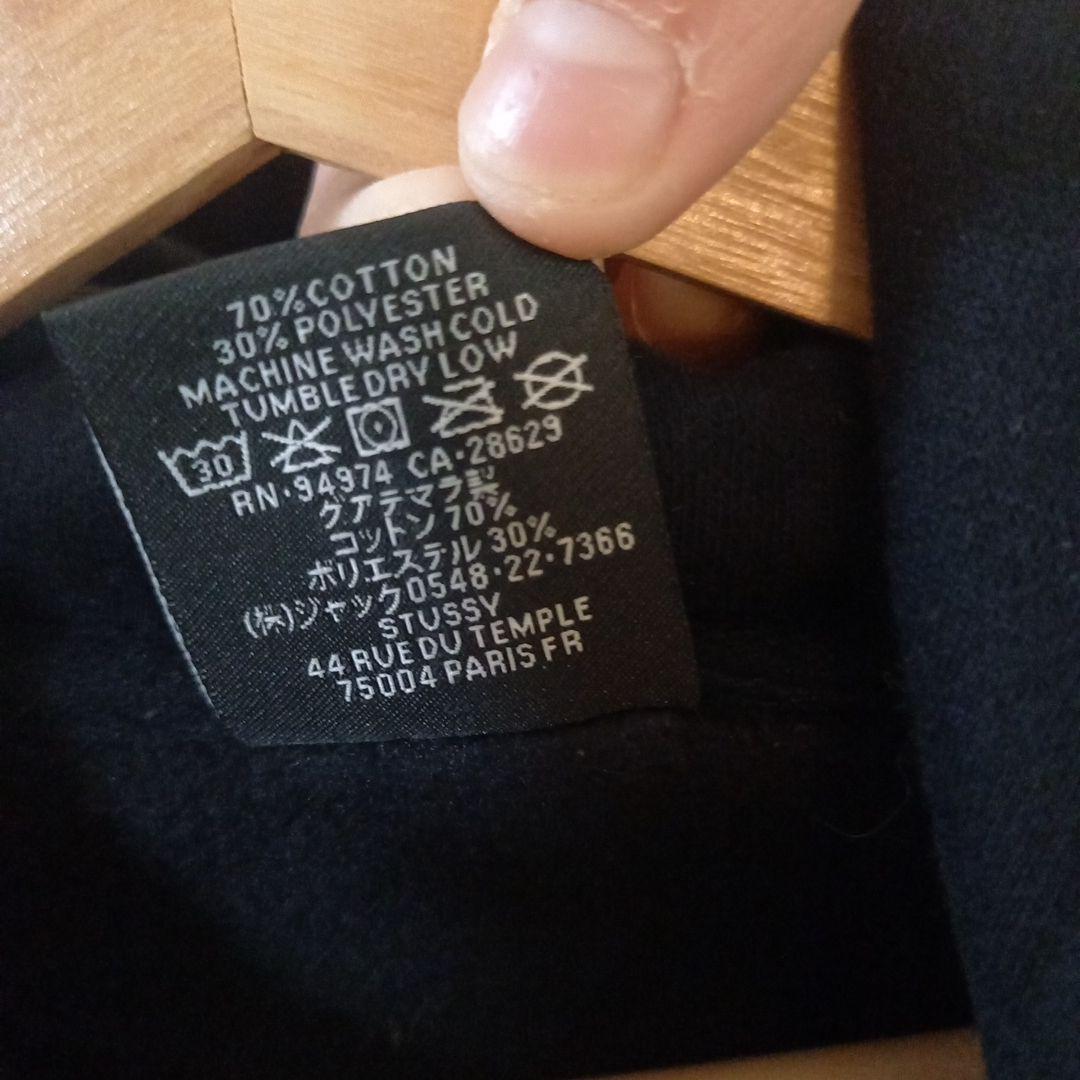 70% COTTON
30% POLYESTER
MACHINE WASH COLD
TUMBLE DRY LOW
30
RN·94974 CA·28629
グアテマラ製
コットン 70%
ポリエステル 30%
(株)ジャック0548·22·7366
STUSSY
44 RUE DU TEMPLE
75004 PARIS FR